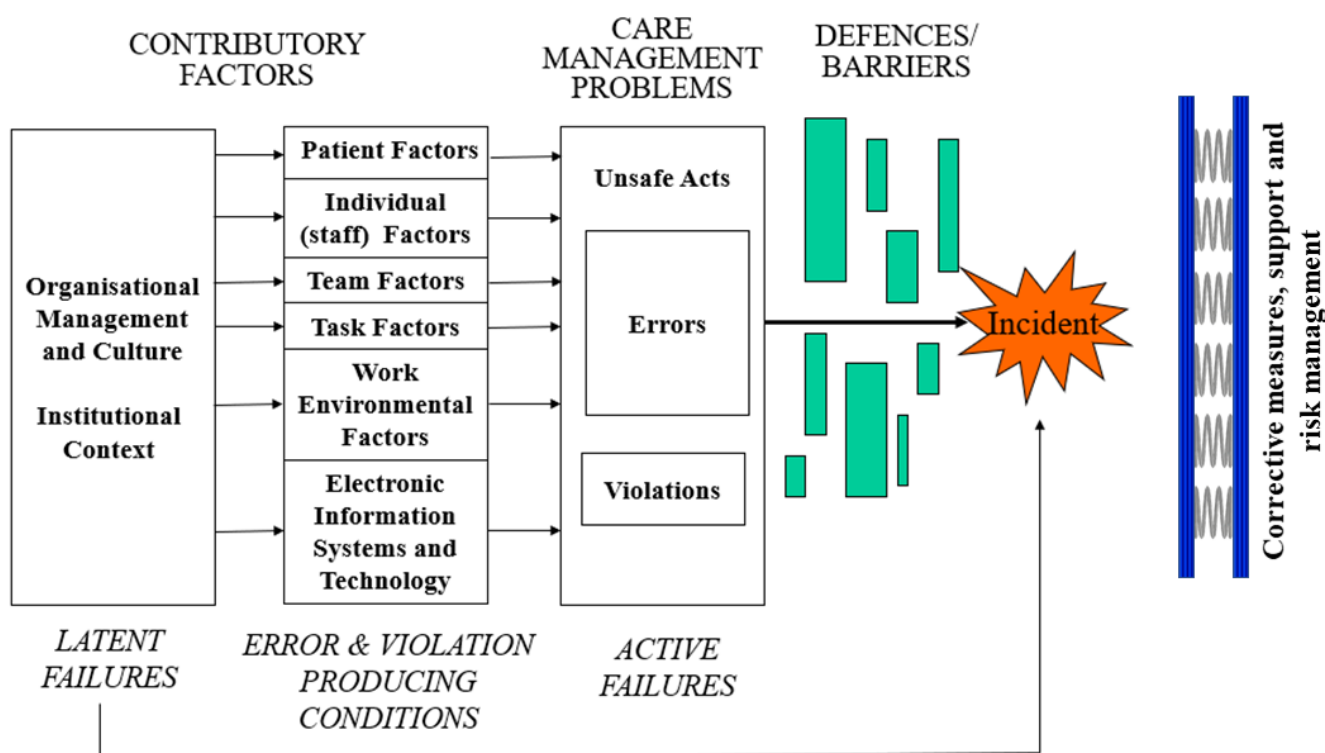 CONTRIBUTORY
FACTORS
CARE
MANAGEMENT
PROBLEMS
DEFENCES/
BARRIERS
Organisational
Management
and Culture
Institutional
Context
Patient Factors
Individual
(staff) Factors
Team Factors
Task Factors
Work
Environmental
Factors
Electronic
Information
Systems and
Technology
Unsafe Acts
Errors
Violations
Incident
Corrective measures, support and
risk management
LATENT
FAILURES
ERROR & VIOLATION
PRODUCING
CONDITIONS
ACTIVE
FAILURES